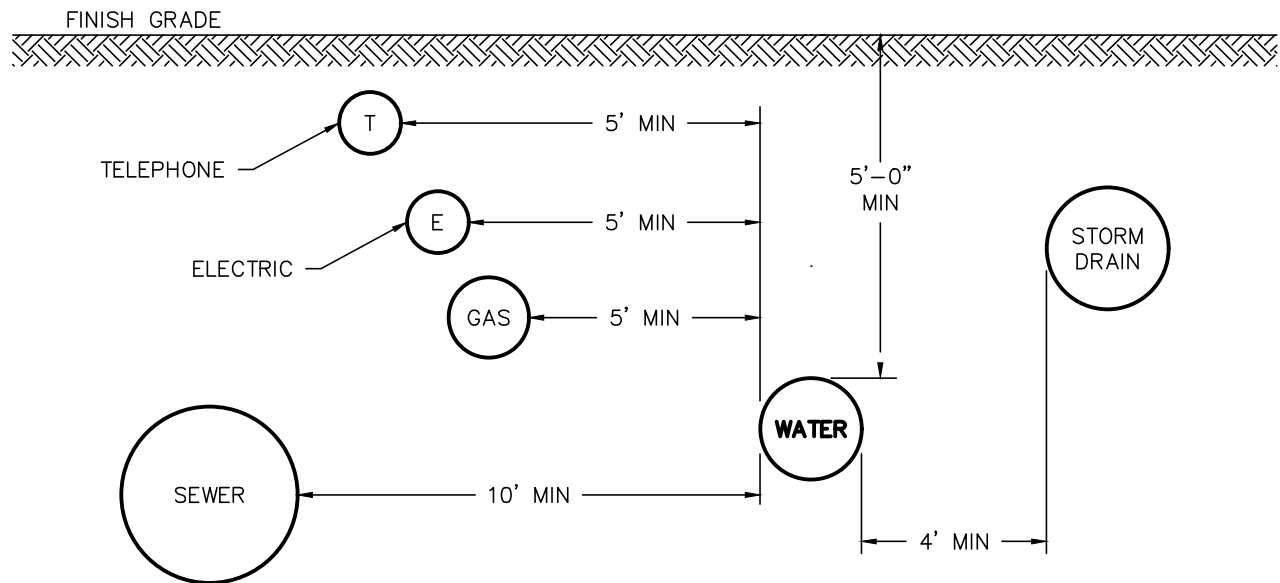 FINISH GRADE
T
5' MIN
TELEPHONE
5'-0"
MIN
E
5' MIN
ELECTRIC
STORM
DRAIN
GAS
5' MIN
WATER
SEWER
10' MIN
4' MIN